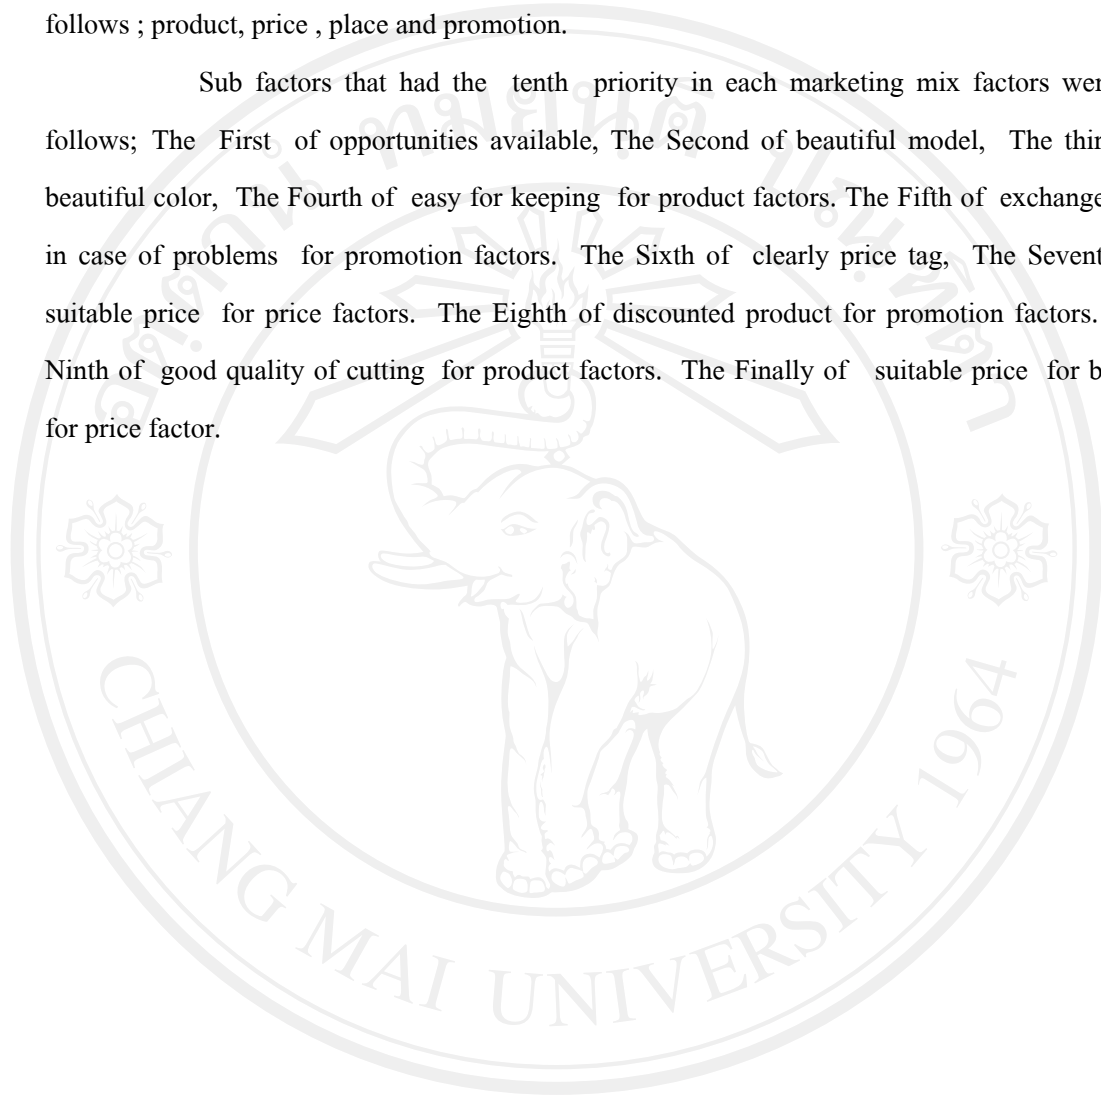 follows ; product, price , place and promotion.
Sub factors that had the tenth priority in each marketing mix factors wer
follows; The First of opportunities available, The Second of beautiful model, The thir
beautiful color, The Fourth of easy for keeping for product factors. The Fifth of exchange
in case of problems for promotion factors. The Sixth of clearly price tag, The Sevent
suitable price for price factors. The Eighth of discounted product for promotion factors.
Ninth of good quality of cutting for product factors. The Finally of suitable price for b
for price factor.
CHIANG MAI UNIVERSITY 1964